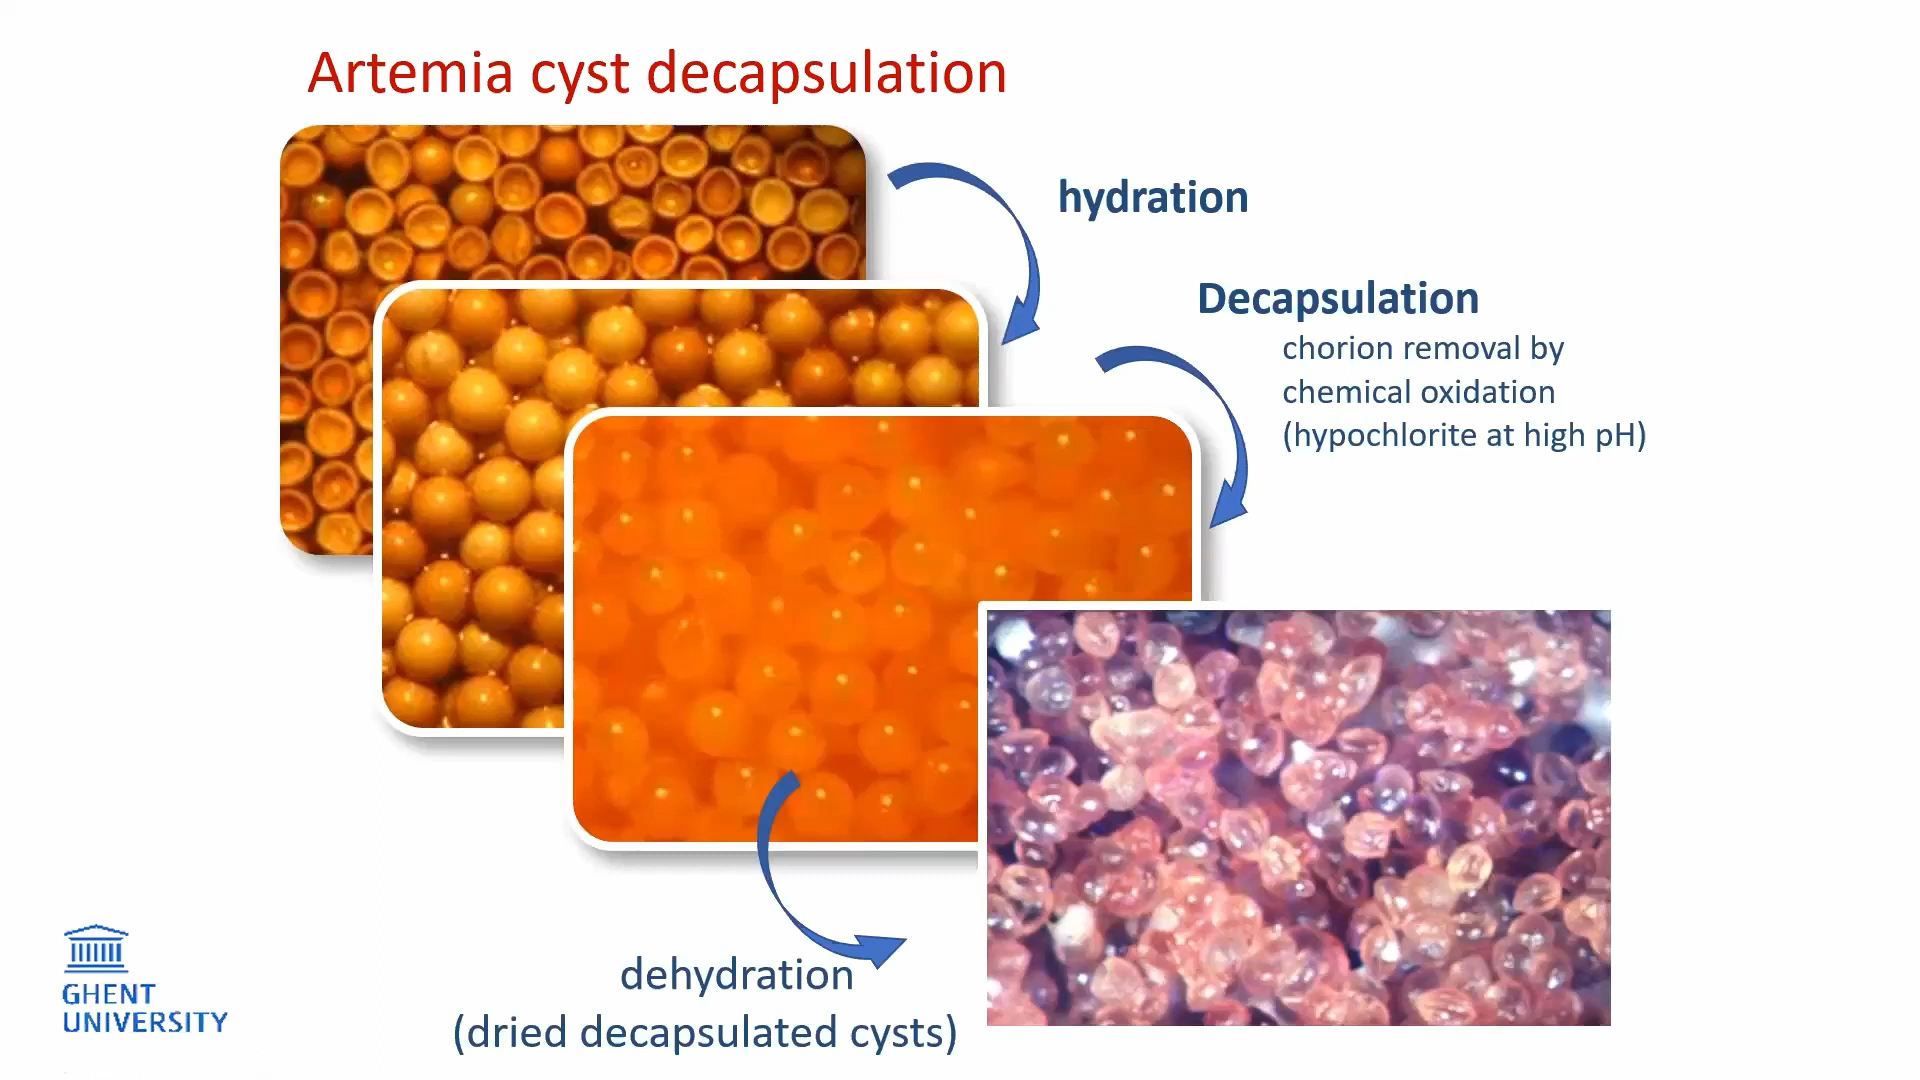 Artemia cyst decapsulation
hydration
Decapsulation
chorion removal by
chemical oxidation
(hypochlorite at high pH)
dehydration
(dried decapsulated cysts)
GHENT
UNIVERSITY